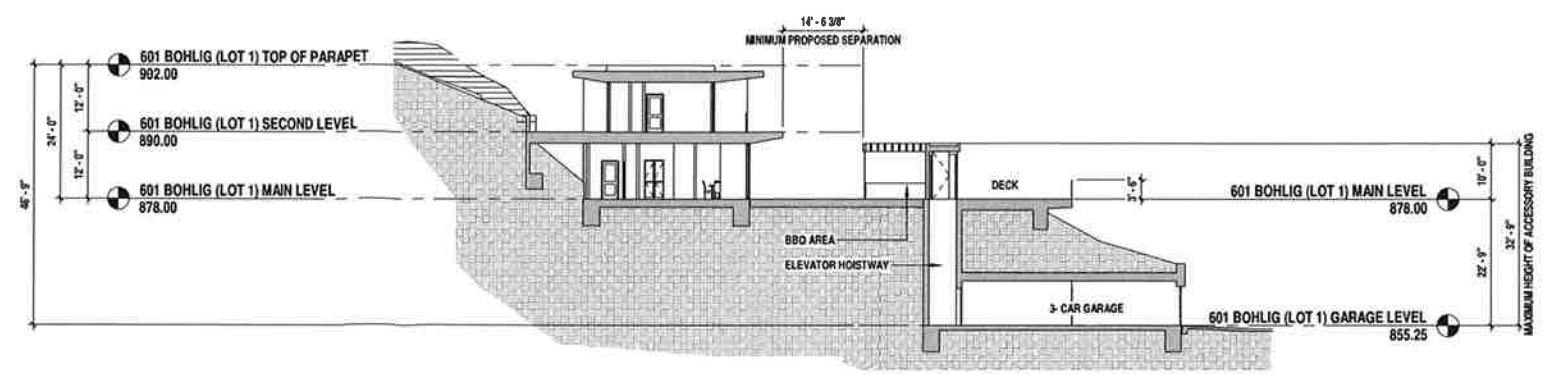 14' - 6 3/8"
MINIMUM PROPOSED SEPARATION
601 BOHLIG (LOT 1) TOP OF PARAPET
902.00
12' - 0"
24' - 0"
601 BOHLIG (LOT 1) SECOND LEVEL
890.00
12' - 0"
46' - 9"
601 BOHLIG (LOT 1) MAIN LEVEL
878.00
DECK
3' - 6"
10' - 0"
601 BOHLIG (LOT 1) MAIN LEVEL
878.00
BBQ AREA
ELEVATOR HOISTWAY
22' - 9"
32' - 9"
MAXIMUM HEIGHT OF ACCESSORY BUILDING
3- CAR GARAGE
601 BOHLIG (LOT 1) GARAGE LEVEL
855.25